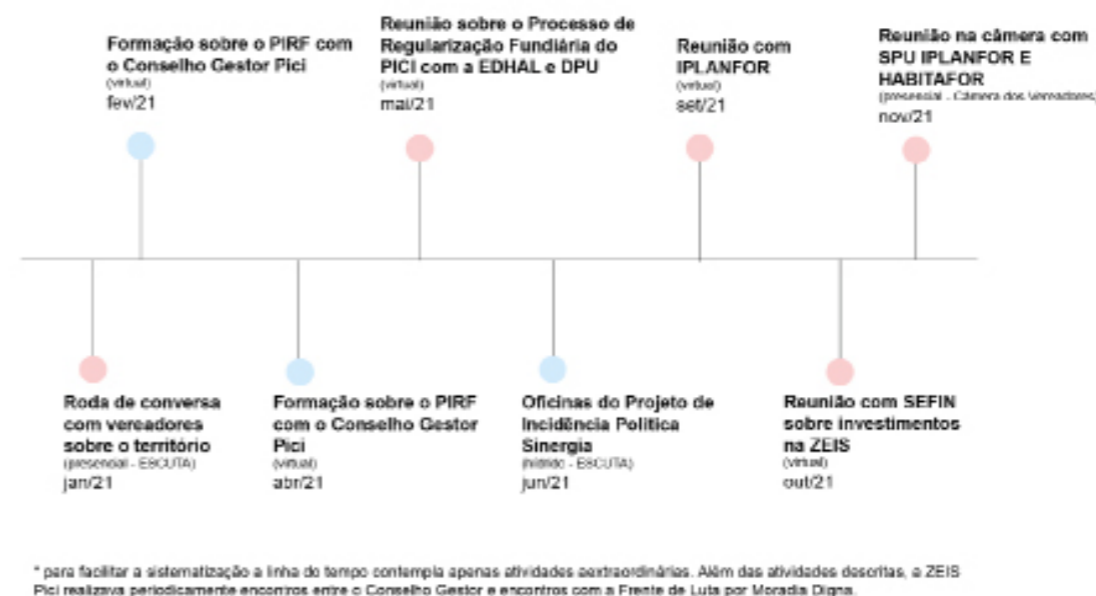 Formação sobre o PIRF com
o Conselho Gestor Pici
(virtual)
fev/21
Reunião sobre o Processo de
Regularização Fundiária do
PICI com a EDHAL e DPU
(virtual)
mai/21
Reunião com
IPLANFOR
(virtual)
set/21
Reunião na câmera com
SPU IPLANFOR E
HABITAFOR
(presencial - Câmera dos Vereadores)
nov/21
Roda de conversa
com vereadores
sobre o território
(presencial - ESCUTA)
jan/21
Formação sobre o PIRF
com o Conselho Gestor
Pici
(virtual)
abr/21
Oficinas do Projeto de
Incidência Política
Sinergia
(híbrido - ESCUTA)
jun/21
Reunião com SEFIN
sobre investimentos
na ZEIS
(virtual)
out/21
* para facilitar a sistematização a linha do tempo contempla apenas atividades aextraordinárias. Além das atividades descritas, a ZEIS
Pici realizava periodicamente encontros entre o Conselho Gestor e encontros com a Frente de Luta por Moradia Digna.